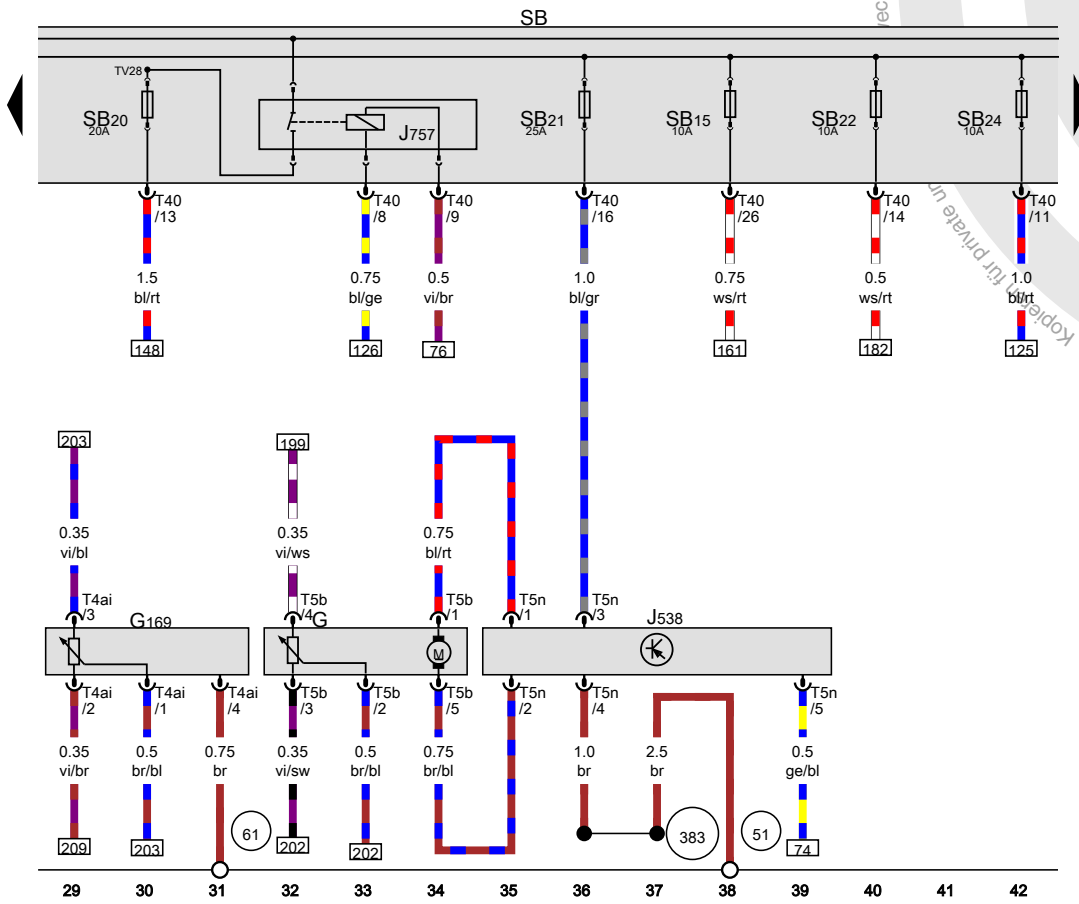 SB
TV28
SB20
20A
J757
SB21
25A
SB15
10A
SB22
10A
SB24
10A
T40
/13
T40
/8
T40
/9
T40
/16
T40
/26
T40
/14
T40
/11
1.5
bl/rt
0.75
bl/ge
0.5
vi/br
1.0
bl/gr
0.75
ws/rt
0.5
ws/rt
1.0
bl/rt
148
126
76
161
182
125
Kopieren für private un
203
199
0.35
vi/bl
0.35
vi/ws
0.75
bl/rt
T4ai
/3
T5b
/4
T5b
/1
T5n
/1
T5n
/3
G169
G
J538
M
T4ai
/2
T4ai
/1
T4ai
/4
T5b
/3
T5b
/2
T5b
/5
T5n
/2
T5n
/4
T5n
/5
0.35
vi/br
0.5
br/bl
0.75
br
0.35
vi/sw
0.5
br/bl
0.75
br/bl
1.0
br
2.5
br
0.5
ge/bl
209
203
61
202
202
383
51
74
29 30 31 32 33 34 35 36 37 38 39 40 41 42